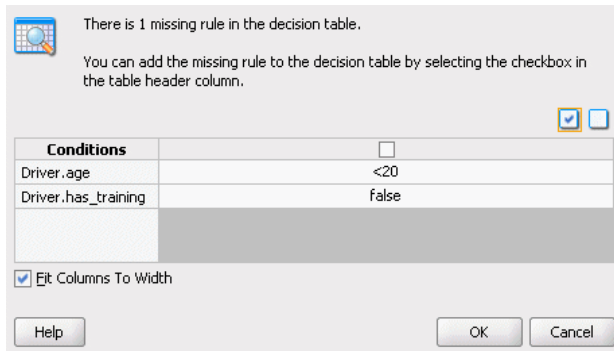 There is 1 missing rule in the decision table.
You can add the missing rule to the decision table by selecting the checkbox in
the table header column.
Conditions
Driver.age <20
Driver.has_training false
Fit Columns To Width
Help OK Cancel